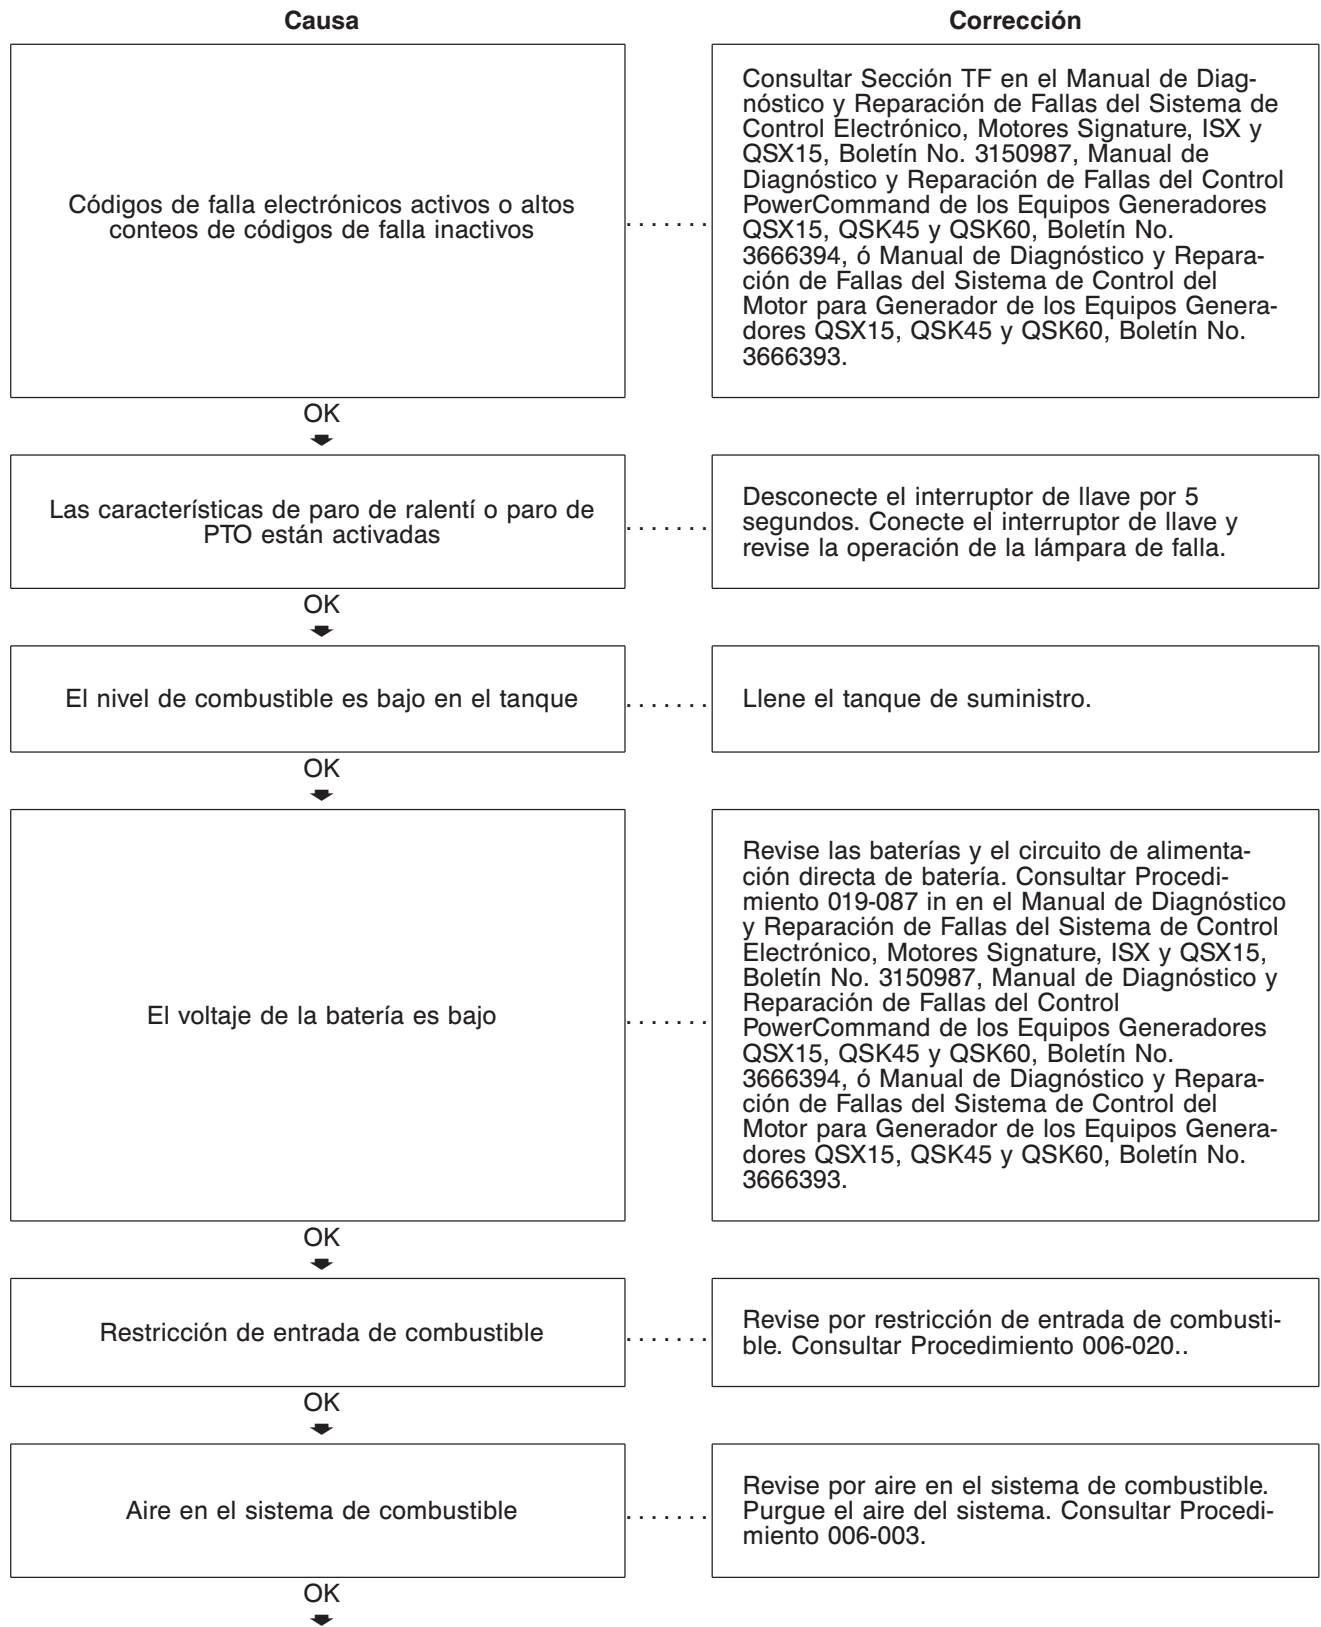 Causa
Corrección
Códigos de falla electrónicos activos o altos
conteos de códigos de falla inactivos
. . . . . . .
Consultar Sección TF en el Manual de Diag-
nóstico y Reparación de Fallas del Sistema de
Control Electrónico, Motores Signature, ISX y
QSX15, Boletín No. 3150987, Manual de
Diagnóstico y Reparación de Fallas del Control
PowerCommand de los Equipos Generadores
QSX15, QSK45 y QSK60, Boletín No.
3666394, ó Manual de Diagnóstico y Repara-
ción de Fallas del Sistema de Control del
Motor para Generador de los Equipos Genera-
dores QSX15, QSK45 y QSK60, Boletín No.
3666393.
OK
Las característícas de paro de ralentí o paro de
PTO están activadas
. . . . . . .
Desconecte el interruptor de llave por 5
segundos. Conecte el interruptor de llave y
revise la operación de la lámpara de falla.
OK
El nivel de combustible es bajo en el tanque
. . . . . . .
Llene el tanque de suministro.
OK
El voltaje de la batería es bajo
. . . . . . .
Revise las baterías y el circuito de alimenta-
ción directa de batería. Consultar Procedi-
miento 019-087 in en el Manual de Diagnóstico
y Reparación de Fallas del Sistema de Control
Electrónico, Motores Signature, ISX y QSX15,
Boletín No. 3150987, Manual de Diagnóstico y
Reparación de Fallas del Control
PowerCommand de los Equipos Generadores
QSX15, QSK45 y QSK60, Boletín No.
3666394, ó Manual de Diagnóstico y Repara-
ción de Fallas del Sistema de Control del
Motor para Generador de los Equipos Genera-
dores QSX15, QSK45 y QSK60, Boletín No.
3666393.
OK
Restricción de entrada de combustible
. . . . . . .
Revise por restricción de entrada de combusti-
ble. Consultar Procedimiento 006-020..
OK
Aire en el sistema de combustible
. . . . . . .
Revise por aire en el sistema de combustible.
Purgue el aire del sistema. Consultar Procedi-
miento 006-003.
OK